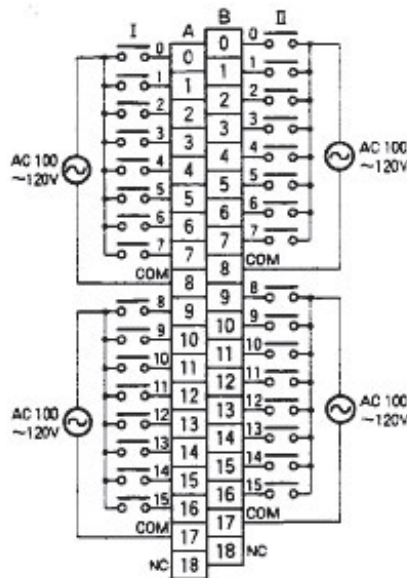 I A B II
0 0 0 0
1 1 1 1
2 2 2 2
3 3 3 3
AC 100
~120V
4 4 4 4
AC 100
~120V
5 5 5 5
6 6 6 6
7 7 7 7
COM 8 8 COM
8 9 9 8
9 10 10 9
10 11 11 10
11 12 12 11
AC 100
~120V
12 13 13 12
AC 100
~120V
13 14 14 13
14 15 15 14
15 16 16 15
COM 17 17 COM
NC 18 18 NC